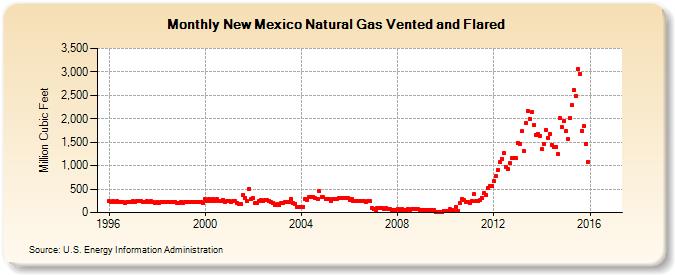 Monthly New Mexico Natural Gas Vented and Flared
Million Cubic Feet
3,500
3,000
2,500
2,000
1,500
1,000
500
0
1996 2000 2004 2008 2012 2016
Source: U.S. Energy Information Administration